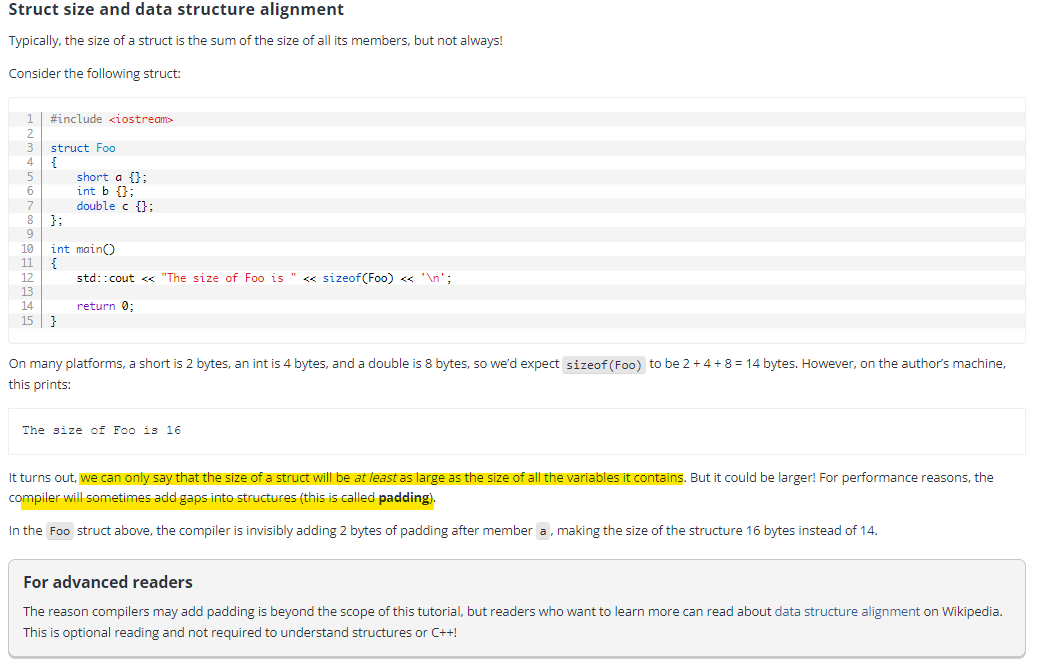 Struct size and data structure alignment
Typically, the size of a struct is the sum of the size of all its members, but not always!
Consider the following struct:
1 #include <iostream>
2
3 struct Foo
4 {
5     short a {};
6     int b {};
7     double c {};
8 };
9
10 int main()
11 {
12     std::cout << "The size of Foo is " << sizeof(Foo) << '\n';
13
14     return 0;
15 }
On many platforms, a short is 2 bytes, an int is 4 bytes, and a double is 8 bytes, so we’d expect sizeof(Foo) to be 2 + 4 + 8 = 14 bytes. However, on the author’s machine,
this prints:
The size of Foo is 16
It turns out, we can only say that the size of a struct will be at least as large as the size of all the variables it contains. But it could be larger! For performance reasons, the
compiler will sometimes add gaps into structures (this is called padding).
In the Foo struct above, the compiler is invisibly adding 2 bytes of padding after member a, making the size of the structure 16 bytes instead of 14.
For advanced readers
The reason compilers may add padding is beyond the scope of this tutorial, but readers who want to learn more can read about data structure alignment on Wikipedia.
This is optional reading and not required to understand structures or C++!